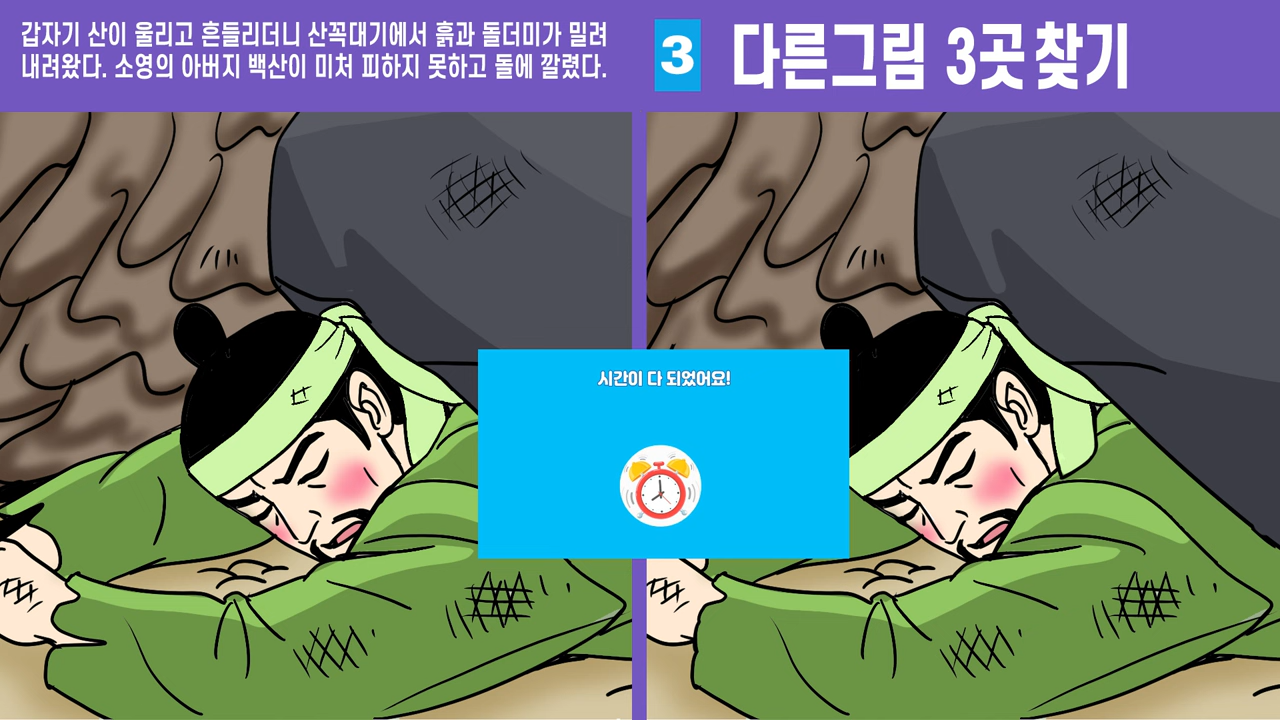 갑자기 산이 울리고 흔들리더니 산꼭대기에서 흙과 돌더미가 밀려
내려왔다. 소영의 아버지 백산이 미처 피하지 못하고 돌에 깔렸다.
3 다른그림 3곳 찾기
시간이 다 되었어요!